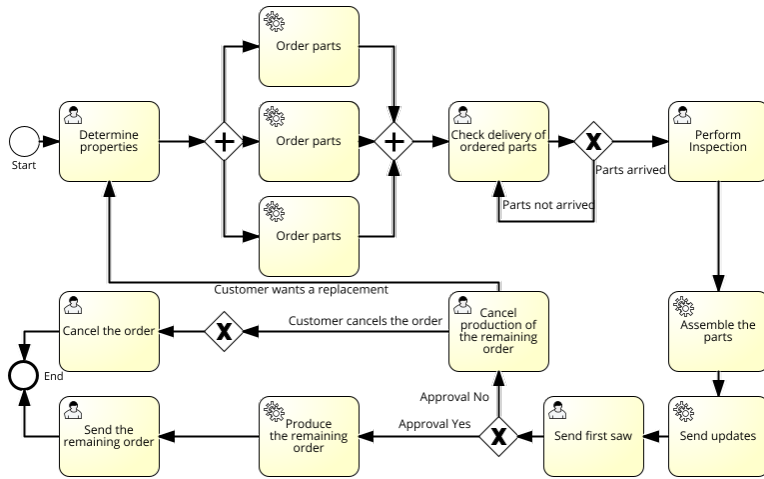 Order parts
Determine
properties
Order parts
Check delivery of
ordered parts
Perform
Inspection
Start
Parts arrived
Parts not arrived
Order parts
Customer wants a replacement
Cancel the order
Customer cancels the order
Cancel
production of
the remaining
order
Assemble the
parts
End
Approval No
Send the
remaining order
Produce
the remaining
order
Approval Yes
Send first saw
Send updates